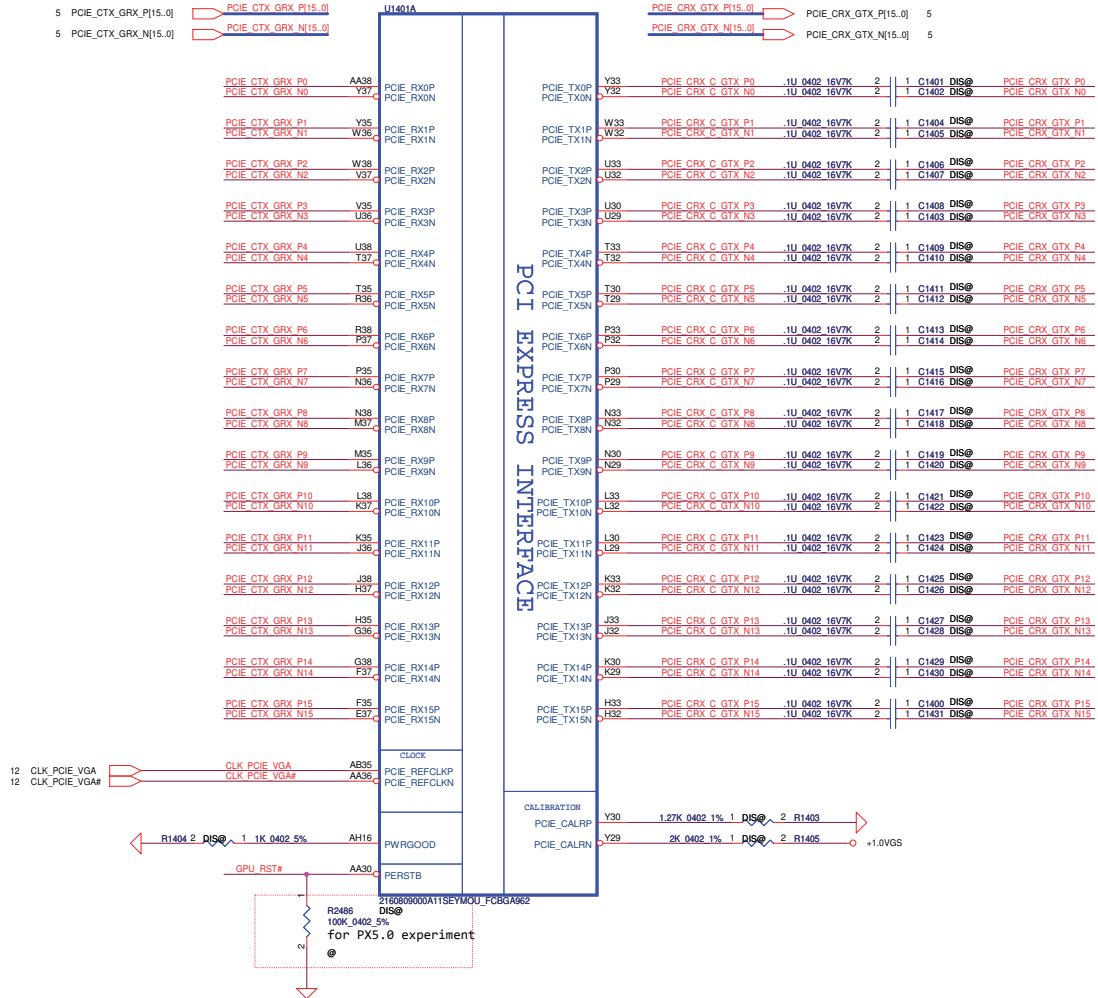 5 PCIE_CTX_GRX_P[15..0] PCIE_CTX_GRX_P[15..0] U1401A PCIE_CRX_GTX_P[15..0] PCIE_CRX_GTX_P[15..0] 5
5 PCIE_CTX_GRX_N[15..0] PCIE_CTX_GRX_N[15..0] PCIE_CRX_GTX_N[15..0] PCIE_CRX_GTX_N[15..0] 5
PCIE_CTX_GRX_P0 AA38 PCIE_RX0P PCIE_TX0P Y33 PCIE_CRX_C_GTX_P0 .1U_0402_16V7K 2 1 C1401 DIS@ PCIE_CRX_GTX_P0
PCIE_CTX_GRX_N0 Y37 PCIE_RX0N PCIE_TX0N Y32 PCIE_CRX_C_GTX_N0 .1U_0402_16V7K 2 1 C1402 DIS@ PCIE_CRX_GTX_N0
PCIE_CTX_GRX_P1 Y35 PCIE_RX1P PCIE_TX1P W33 PCIE_CRX_C_GTX_P1 .1U_0402_16V7K 2 1 C1404 DIS@ PCIE_CRX_GTX_P1
PCIE_CTX_GRX_N1 W36 PCIE_RX1N PCIE_TX1N W32 PCIE_CRX_C_GTX_N1 .1U_0402_16V7K 2 1 C1405 DIS@ PCIE_CRX_GTX_N1
PCIE_CTX_GRX_P2 W38 PCIE_RX2P PCIE_TX2P U33 PCIE_CRX_C_GTX_P2 .1U_0402_16V7K 2 1 C1406 DIS@ PCIE_CRX_GTX_P2
PCIE_CTX_GRX_N2 V37 PCIE_RX2N PCIE_TX2N U32 PCIE_CRX_C_GTX_N2 .1U_0402_16V7K 2 1 C1407 DIS@ PCIE_CRX_GTX_N2
PCIE_CTX_GRX_P3 V35 PCIE_RX3P PCIE_TX3P U30 PCIE_CRX_C_GTX_P3 .1U_0402_16V7K 2 1 C1408 DIS@ PCIE_CRX_GTX_P3
PCIE_CTX_GRX_N3 U36 PCIE_RX3N PCIE_TX3N U29 PCIE_CRX_C_GTX_N3 .1U_0402_16V7K 2 1 C1403 DIS@ PCIE_CRX_GTX_N3
PCIE_CTX_GRX_P4 U38 PCIE_RX4P PCIE_TX4P T33 PCIE_CRX_C_GTX_P4 .1U_0402_16V7K 2 1 C1409 DIS@ PCIE_CRX_GTX_P4
PCIE_CTX_GRX_N4 T37 PCIE_RX4N PCIE_TX4N T32 PCIE_CRX_C_GTX_N4 .1U_0402_16V7K 2 1 C1410 DIS@ PCIE_CRX_GTX_N4
PCI EXPRESS INTERFACE
PCIE_CTX_GRX_P5 T35 PCIE_RX5P PCIE_TX5P T30 PCIE_CRX_C_GTX_P5 .1U_0402_16V7K 2 1 C1411 DIS@ PCIE_CRX_GTX_P5
PCIE_CTX_GRX_N5 R36 PCIE_RX5N PCIE_TX5N T29 PCIE_CRX_C_GTX_N5 .1U_0402_16V7K 2 1 C1412 DIS@ PCIE_CRX_GTX_N5
PCIE_CTX_GRX_P6 R38 PCIE_RX6P PCIE_TX6P P33 PCIE_CRX_C_GTX_P6 .1U_0402_16V7K 2 1 C1413 DIS@ PCIE_CRX_GTX_P6
PCIE_CTX_GRX_N6 P37 PCIE_RX6N PCIE_TX6N P32 PCIE_CRX_C_GTX_N6 .1U_0402_16V7K 2 1 C1414 DIS@ PCIE_CRX_GTX_N6
PCIE_CTX_GRX_P7 P35 PCIE_RX7P PCIE_TX7P P30 PCIE_CRX_C_GTX_P7 .1U_0402_16V7K 2 1 C1415 DIS@ PCIE_CRX_GTX_P7
PCIE_CTX_GRX_N7 N36 PCIE_RX7N PCIE_TX7N P29 PCIE_CRX_C_GTX_N7 .1U_0402_16V7K 2 1 C1416 DIS@ PCIE_CRX_GTX_N7
PCIE_CTX_GRX_P8 N38 PCIE_RX8P PCIE_TX8P N33 PCIE_CRX_C_GTX_P8 .1U_0402_16V7K 2 1 C1417 DIS@ PCIE_CRX_GTX_P8
PCIE_CTX_GRX_N8 M37 PCIE_RX8N PCIE_TX8N N32 PCIE_CRX_C_GTX_N8 .1U_0402_16V7K 2 1 C1418 DIS@ PCIE_CRX_GTX_N8
PCIE_CTX_GRX_P9 M35 PCIE_RX9P PCIE_TX9P N30 PCIE_CRX_C_GTX_P9 .1U_0402_16V7K 2 1 C1419 DIS@ PCIE_CRX_GTX_P9
PCIE_CTX_GRX_N9 L36 PCIE_RX9N PCIE_TX9N N29 PCIE_CRX_C_GTX_N9 .1U_0402_16V7K 2 1 C1420 DIS@ PCIE_CRX_GTX_N9
PCIE_CTX_GRX_P10 L38 PCIE_RX10P PCIE_TX10P L33 PCIE_CRX_C_GTX_P10 .1U_0402_16V7K 2 1 C1421 DIS@ PCIE_CRX_GTX_P10
PCIE_CTX_GRX_N10 K37 PCIE_RX10N PCIE_TX10N L32 PCIE_CRX_C_GTX_N10 .1U_0402_16V7K 2 1 C1422 DIS@ PCIE_CRX_GTX_N10
PCIE_CTX_GRX_P11 K35 PCIE_RX11P PCIE_TX11P L30 PCIE_CRX_C_GTX_P11 .1U_0402_16V7K 2 1 C1423 DIS@ PCIE_CRX_GTX_P11
PCIE_CTX_GRX_N11 J36 PCIE_RX11N PCIE_TX11N L29 PCIE_CRX_C_GTX_N11 .1U_0402_16V7K 2 1 C1424 DIS@ PCIE_CRX_GTX_N11
PCIE_CTX_GRX_P12 J38 PCIE_RX12P PCIE_TX12P K33 PCIE_CRX_C_GTX_P12 .1U_0402_16V7K 2 1 C1425 DIS@ PCIE_CRX_GTX_P12
PCIE_CTX_GRX_N12 H37 PCIE_RX12N PCIE_TX12N K32 PCIE_CRX_C_GTX_N12 .1U_0402_16V7K 2 1 C1426 DIS@ PCIE_CRX_GTX_N12
PCIE_CTX_GRX_P13 H35 PCIE_RX13P PCIE_TX13P J33 PCIE_CRX_C_GTX_P13 .1U_0402_16V7K 2 1 C1427 DIS@ PCIE_CRX_GTX_P13
PCIE_CTX_GRX_N13 G36 PCIE_RX13N PCIE_TX13N J32 PCIE_CRX_C_GTX_N13 .1U_0402_16V7K 2 1 C1428 DIS@ PCIE_CRX_GTX_N13
PCIE_CTX_GRX_P14 G38 PCIE_RX14P PCIE_TX14P K30 PCIE_CRX_C_GTX_P14 .1U_0402_16V7K 2 1 C1429 DIS@ PCIE_CRX_GTX_P14
PCIE_CTX_GRX_N14 F37 PCIE_RX14N PCIE_TX14N K29 PCIE_CRX_C_GTX_N14 .1U_0402_16V7K 2 1 C1430 DIS@ PCIE_CRX_GTX_N14
PCIE_CTX_GRX_P15 F35 PCIE_RX15P PCIE_TX15P H33 PCIE_CRX_C_GTX_P15 .1U_0402_16V7K 2 1 C1400 DIS@ PCIE_CRX_GTX_P15
PCIE_CTX_GRX_N15 E37 PCIE_RX15N PCIE_TX15N H32 PCIE_CRX_C_GTX_N15 .1U_0402_16V7K 2 1 C1431 DIS@ PCIE_CRX_GTX_N15
CLOCK
12 CLK_PCIE_VGA CLK_PCIE_VGA AB35 PCIE_REFCLKP
12 CLK_PCIE_VGA# CLK_PCIE_VGA# AA36 PCIE_REFCLKN
CALIBRATION
PCIE_CALRP Y30 1.27K_0402_1% 1 DIS@ 2 R1403
R1404 2 DIS@ 1 1K_0402_5% AH16 PWRGOOD PCIE_CALRN Y29 2K_0402_1% 1 DIS@ 2 R1405 +1.0VGS
GPU_RST# AA30 PERSTB
2160809000A11SEYMOU_FCBGA962
1 R2486 DIS@
100K_0402_5%
2 for PX5.0 experiment
@